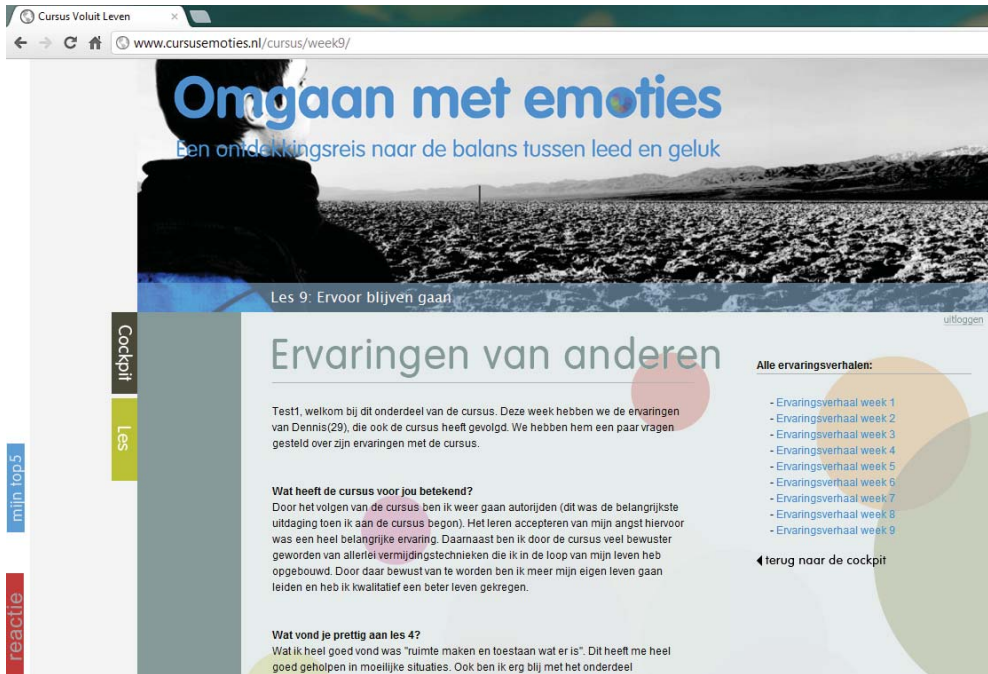 Cursus Voluit Leven
www.cursusemoties.nl/cursus/week9/
Omgaan met emoties
Een ontdekkingsreis naar de balans tussen leed en geluk
Les 9: Ervoor blijven gaan
uitloggen
Cockpit
Les
mijn top5
reactie
Ervaringen van anderen
Test1, welkom bij dit onderdeel van de cursus. Deze week hebben we de ervaringen
van Dennis(29), die ook de cursus heeft gevolgd. We hebben hem een paar vragen
gesteld over zijn ervaringen met de cursus.
Wat heeft de cursus voor jou betekend?
Door het volgen van de cursus ben ik weer gaan autorijden (dit was de belangrijkste
uitdaging toen ik aan de cursus begon). Het leren accepteren van mijn angst hiervoor
was een heel belangrijke ervaring. Daarnaast ben ik door de cursus veel bewuster
geworden van allerlei vermijdingstechnieken die ik in de loop van mijn leven heb
opgebouwd. Door daar bewust van te worden ben ik meer mijn eigen leven gaan
leiden en heb ik kwalitatief een beter leven gekregen.
Wat vond je prettig aan les 4?
Wat ik heel goed vond was "ruimte maken en toestaan wat er is". Dit heeft me heel
goed geholpen in moeilijke situaties. Ook ben ik erg blij met het onderdeel
Alle ervaringsverhalen:
- Ervaringsverhaal week 1
- Ervaringsverhaal week 2
- Ervaringsverhaal week 3
- Ervaringsverhaal week 4
- Ervaringsverhaal week 5
- Ervaringsverhaal week 6
- Ervaringsverhaal week 7
- Ervaringsverhaal week 8
- Ervaringsverhaal week 9
terug naar de cockpit